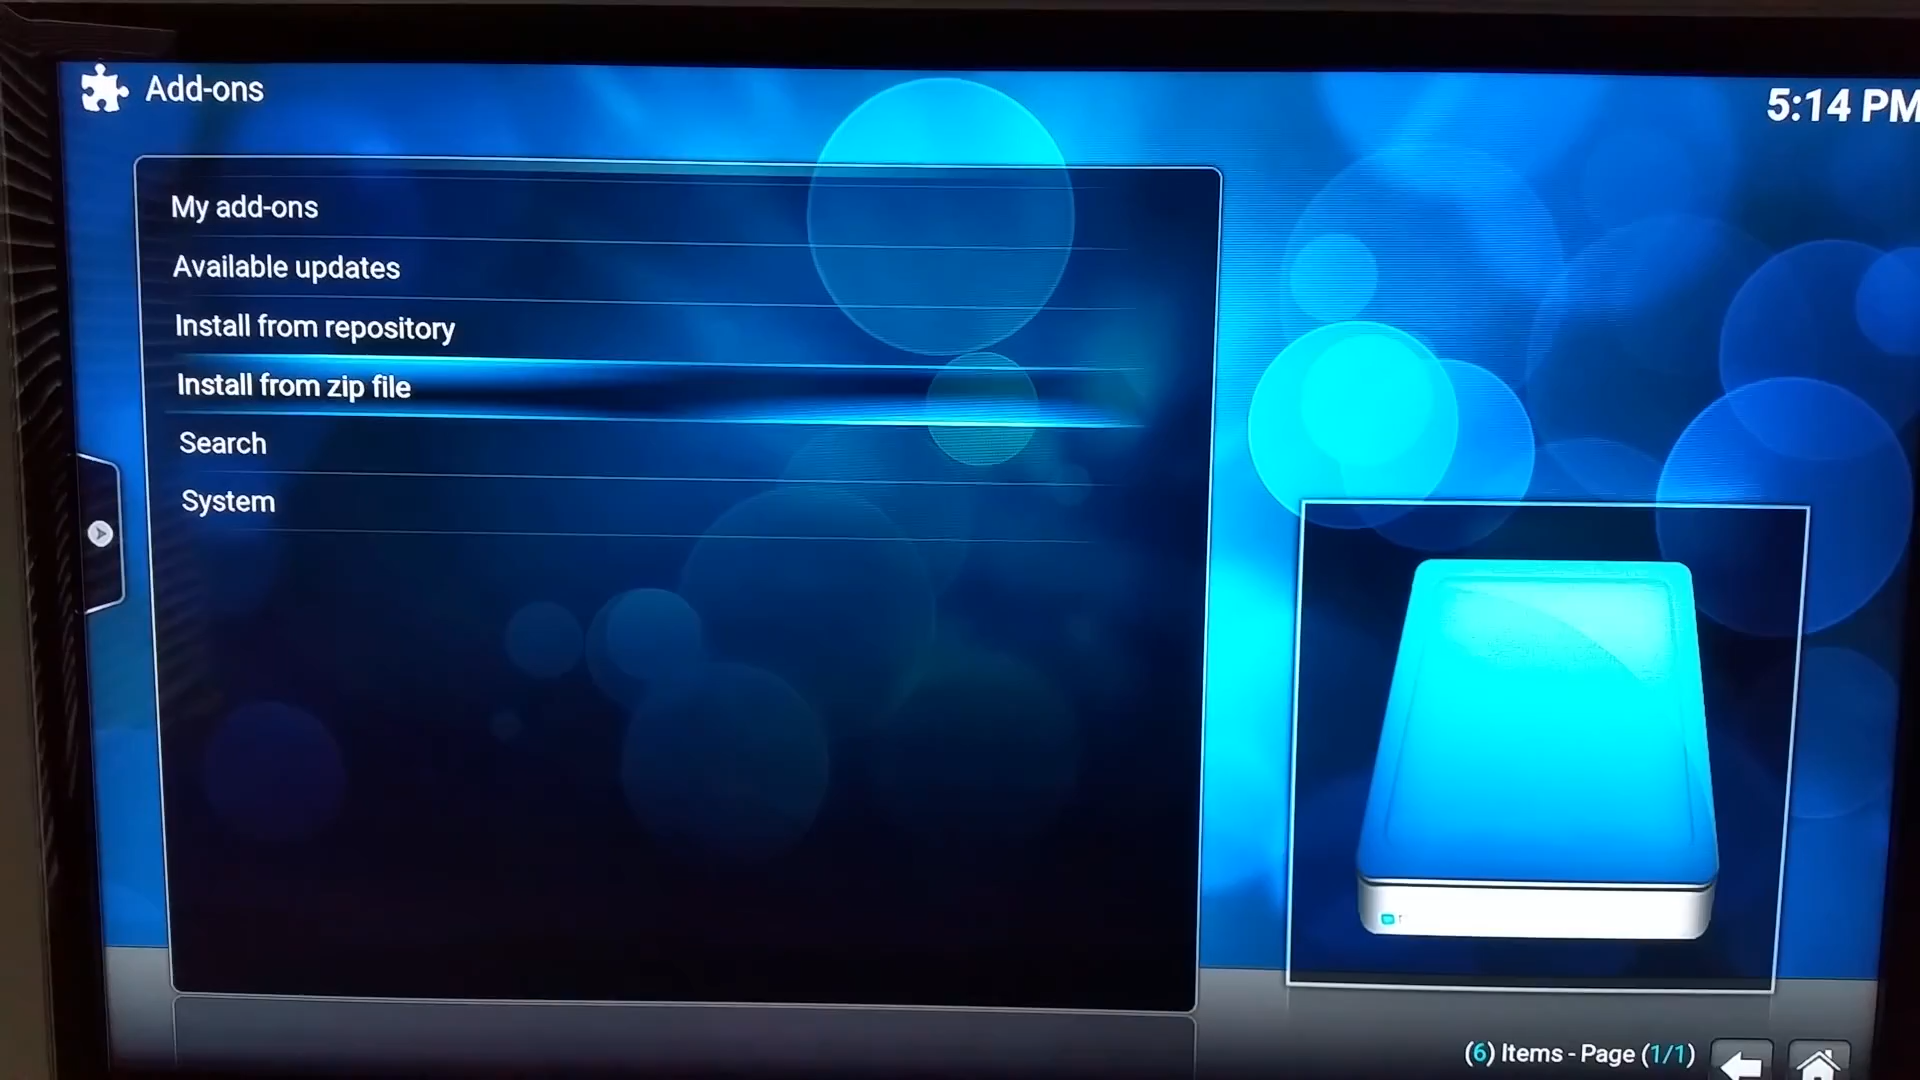 Add-ons
5:14 PM
My add-ons
Available updates
Install from repository
Install from zip file
Search
System
(6) Items - Page (1/1)